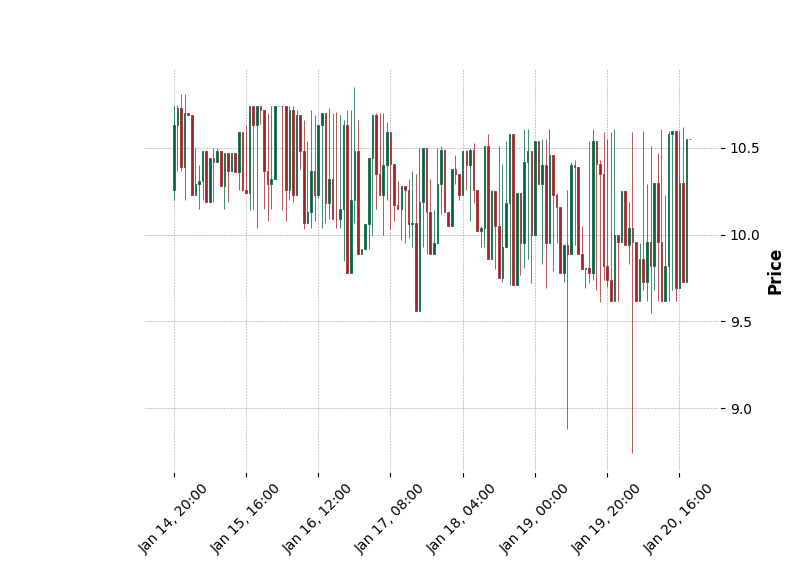 10.5
10.0
9.5
9.0
Price
Jan 14, 20:00
Jan 15, 16:00
Jan 16, 12:00
Jan 17, 08:00
Jan 18, 04:00
Jan 19, 00:00
Jan 19, 20:00
Jan 20, 16:00